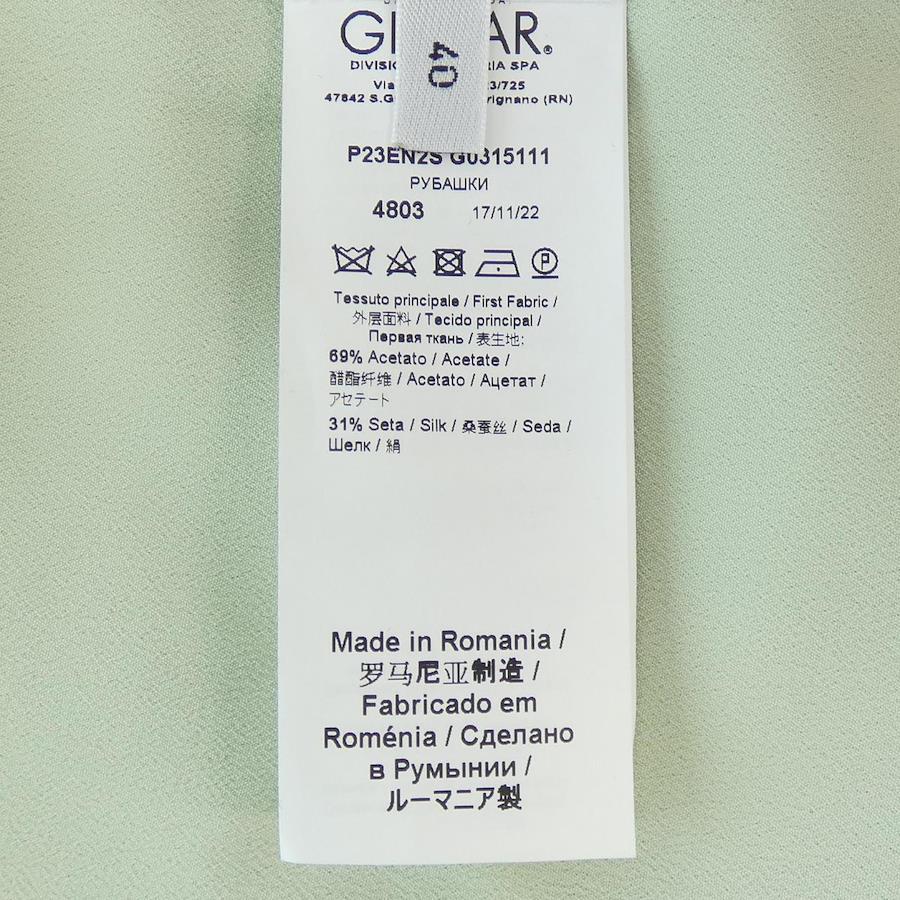 G AR®
DIVISI RIA SPA
Via 3/725
47842 S.G rignano (RN)
40
P23EN2S G0315111
РУБАШКИ
4803 17/11/22
P
Tessuto principale / First Fabric /
外层面料 / Tecido principal /
Первая ткань / 表生地:
69% Acetato / Acetate /
醋酯纤维 / Acetato / Ацетат /
アセテート
31% Seta / Silk / 桑蚕丝 / Seda /
Шелк / 絹
Made in Romania /
罗马尼亚制造 /
Fabricado em
Roménia / Сделано
в Румынии /
ルーマニア製